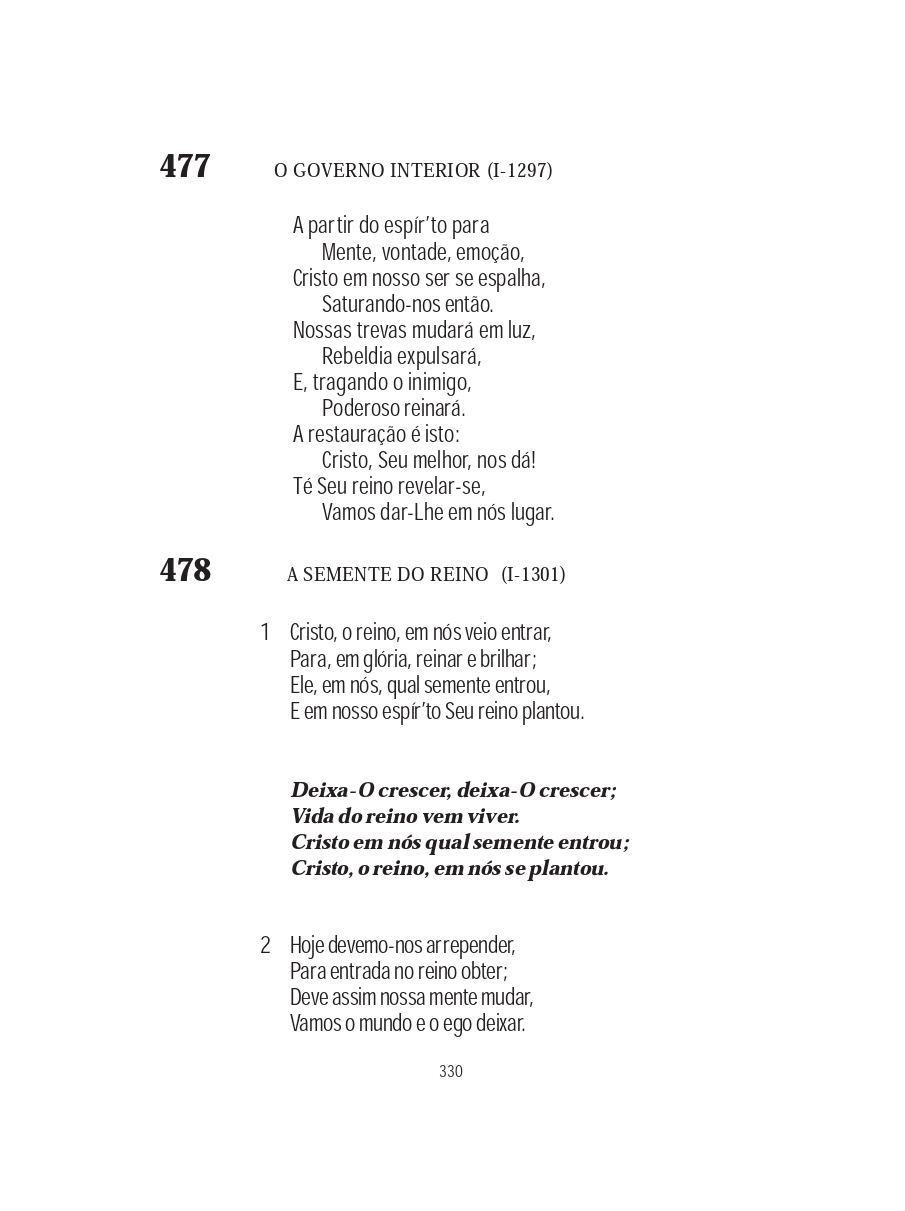 477 O GOVERNO INTERIOR (I-1297)
A partir do espír’to para
Mente, vontade, emoção,
Cristo em nosso ser se espalha,
Saturando-nos então.
Nossas trevas mudará em luz,
Rebeldia expulsará,
E, tragando o inimigo,
Poderoso reinará.
A restauração é isto:
Cristo, Seu melhor, nos dá!
Té Seu reino revelar-se,
Vamos dar-Lhe em nós lugar.
478 A SEMENTE DO REINO (I-1301)
1 Cristo, o reino, em nós veio entrar,
Para, em glória, reinar e brilhar;
Ele, em nós, qual semente entrou,
E em nosso espír’to Seu reino plantou.
Deixa-O crescer, deixa-O crescer;
Vida do reino vem viver.
Cristo em nós qual semente entrou;
Cristo, o reino, em nós se plantou.
2 Hoje devemo-nos arrepender,
Para entrada no reino obter;
Deve assim nossa mente mudar,
Vamos o mundo e o ego deixar.
330